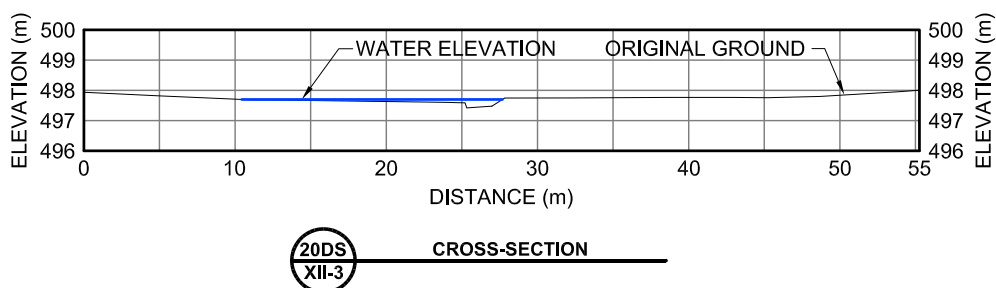 ELEVATION (m)
500
499
498
497
496
WATER ELEVATION
ORIGINAL GROUND
500
499
498
497
496
ELEVATION (m)
0
10
20
30
40
50
55.2
DISTANCE (m)
20DS
XII-3
CROSS-SECTION